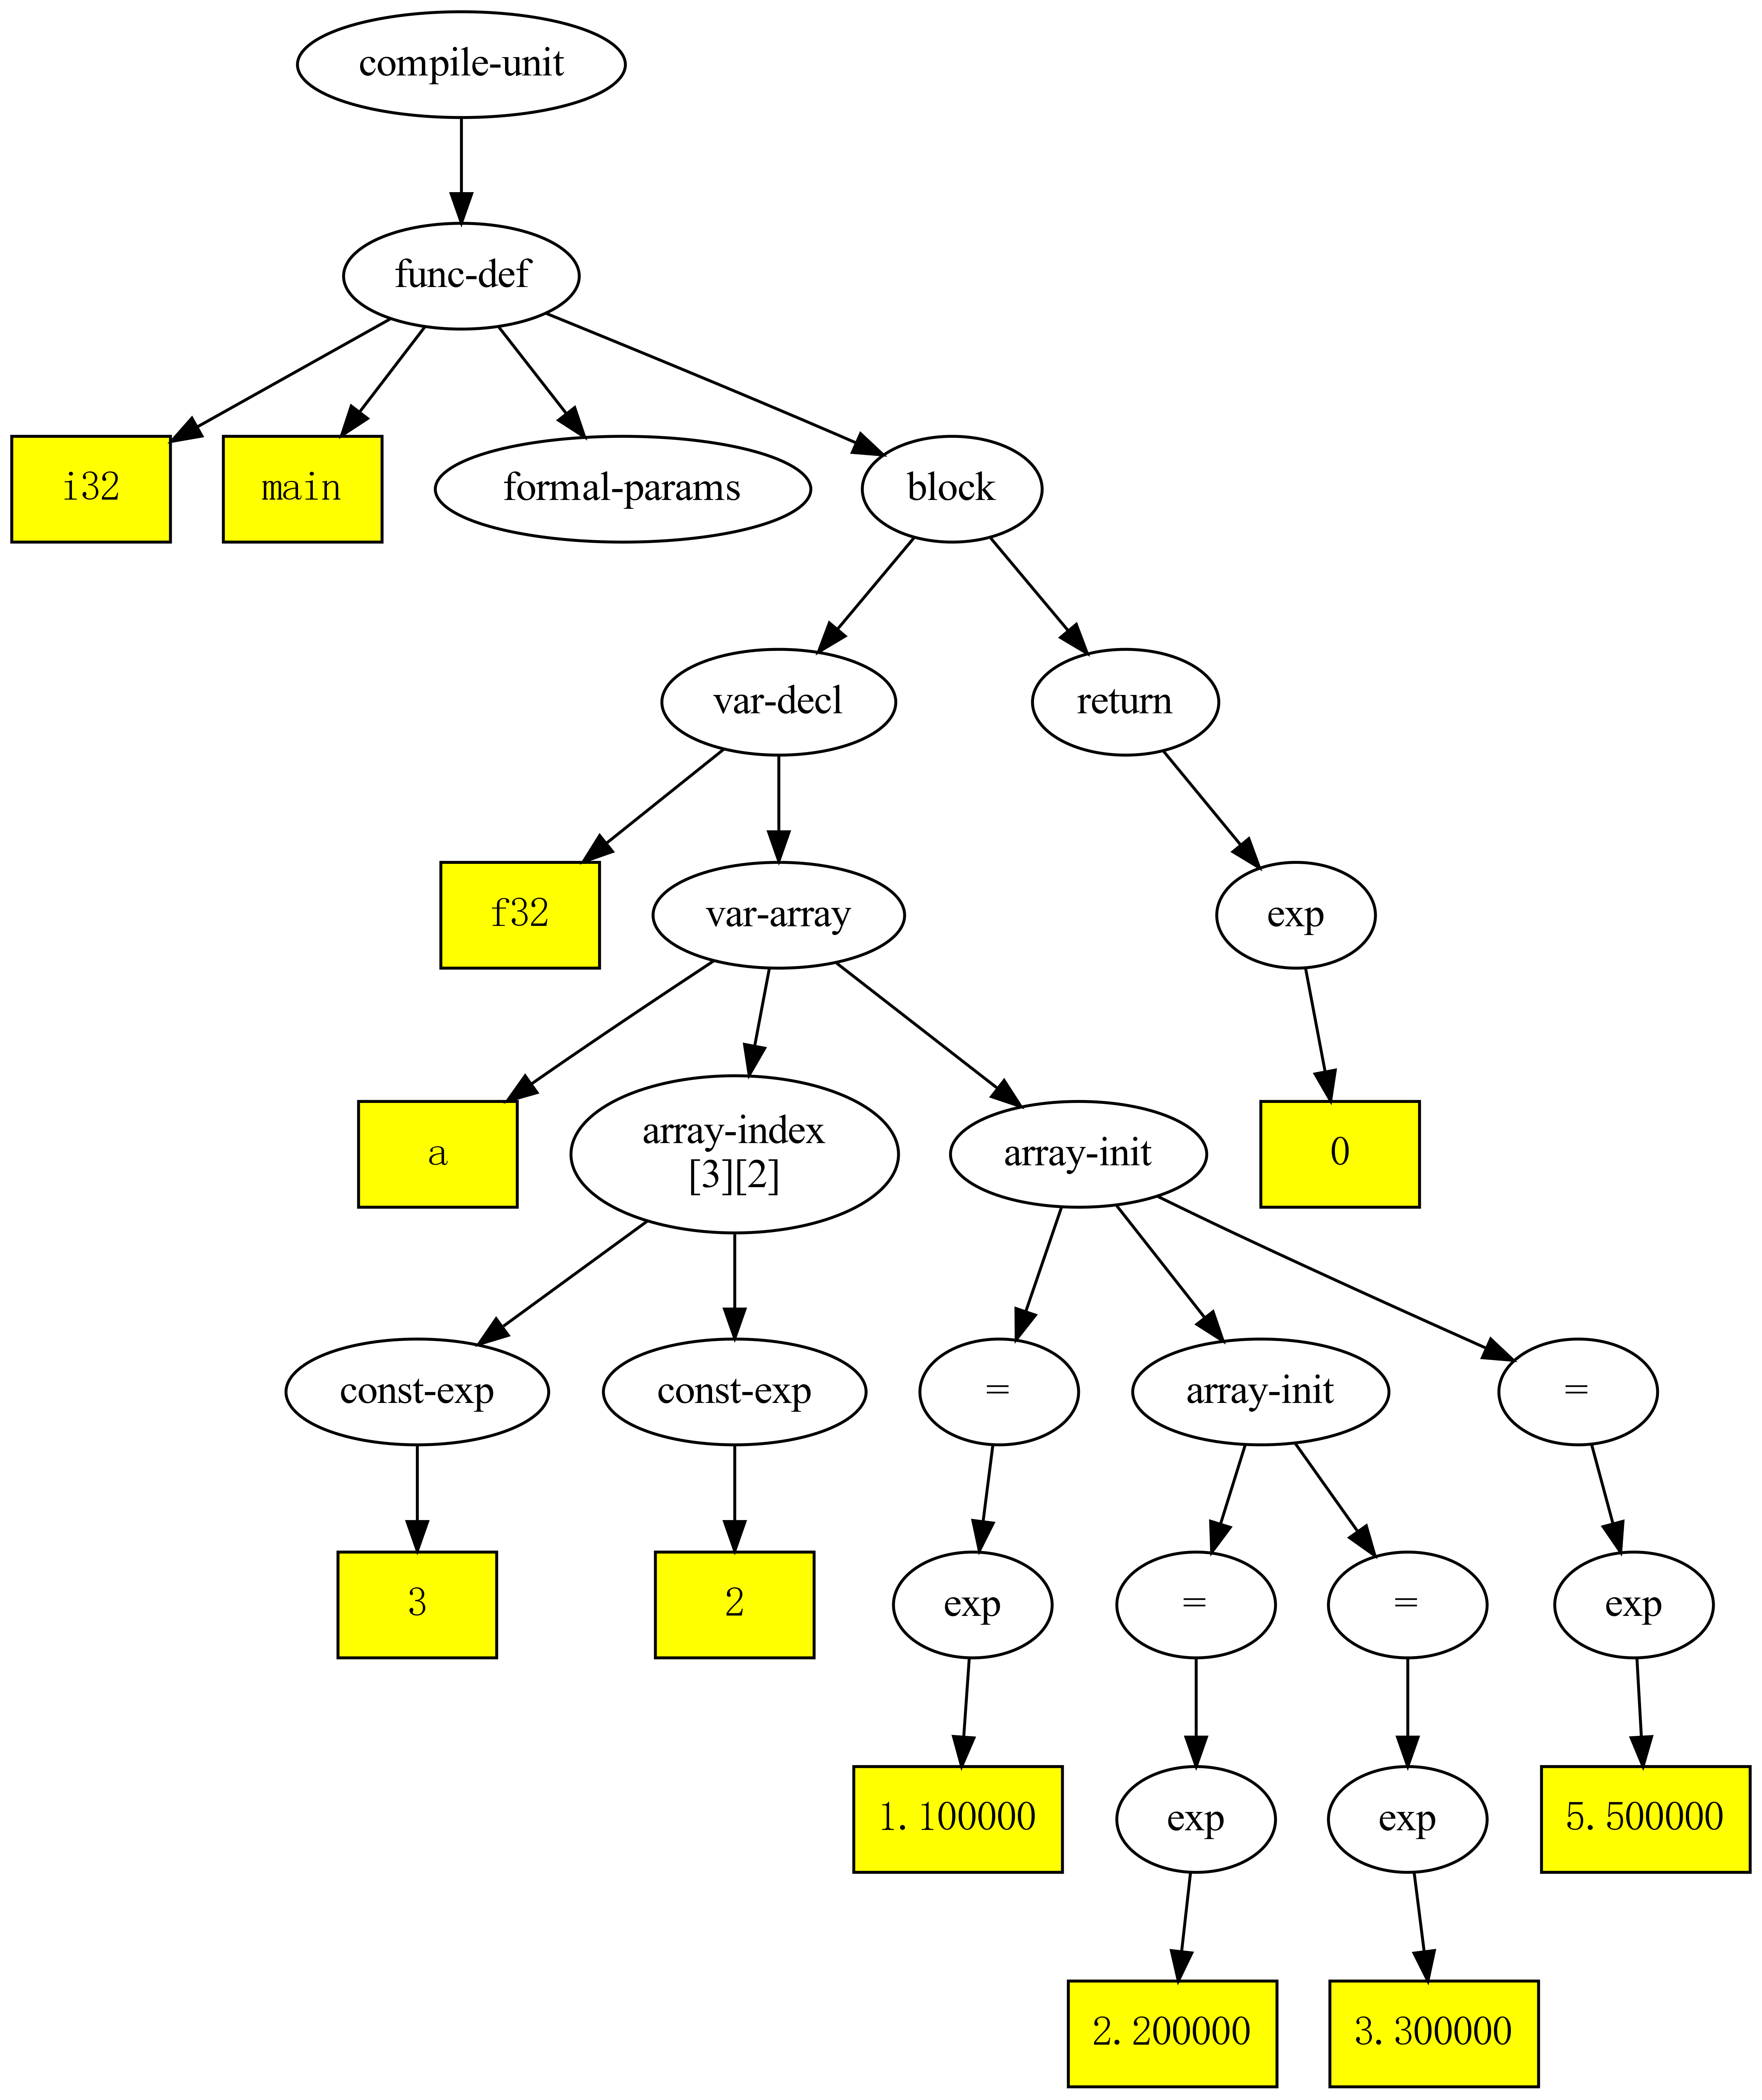 compile-unit
func-def
i32
main
formal-params
block
var-decl
return
f32
var-array
exp
a
array-index
[3][2]
array-init
0
const-exp
const-exp
=
array-init
=
3
2
exp
=
=
exp
1.100000
exp
exp
5.500000
2.200000
3.300000